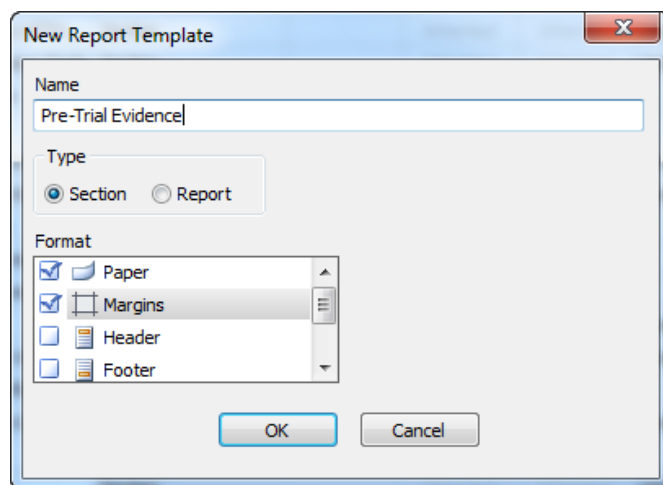 New Report Template
Name
Pre-Trial Evidence
Type
Section Report
Format
Paper
Margins
Header
Footer
OK Cancel